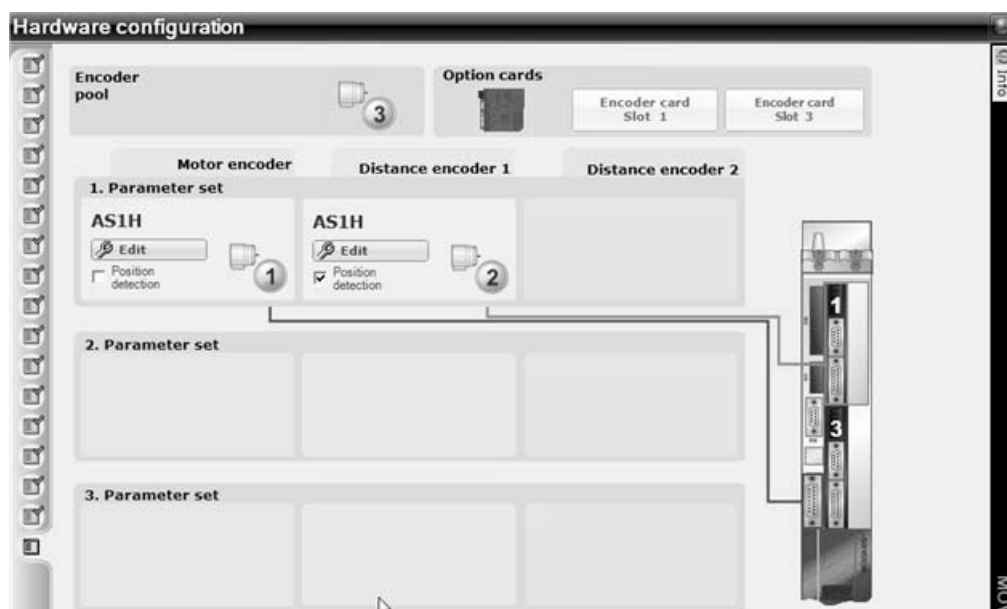 Hardware configuration
Info
Encoder
pool
3
Option cards
Encoder card
Slot 1
Encoder card
Slot 3
Motor encoder
Distance encoder 1
Distance encoder 2
1. Parameter set
AS1H
Edit
Position
detection
1
AS1H
Edit
Position
detection
2
1
3
2. Parameter set
3. Parameter set